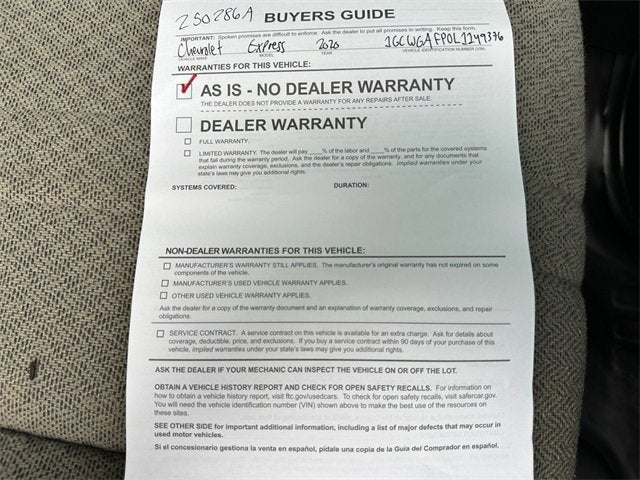 250286A BUYERS GUIDE
IMPORTANT: Spoken promises are difficult to enforce. Ask the dealer to put all promises in writing. Keep this form.
Chevrolet Express 2020 1GCWGAFP0L1149376
VEHICLE MAKE MODEL YEAR VEHICLE IDENTIFICATION NUMBER (VIN)
WARRANTIES FOR THIS VEHICLE:
AS IS - NO DEALER WARRANTY
THE DEALER DOES NOT PROVIDE A WARRANTY FOR ANY REPAIRS AFTER SALE.
DEALER WARRANTY
FULL WARRANTY.
LIMITED WARRANTY. The dealer will pay____% of the labor and ____% of the parts for the covered systems
that fail during the warranty period. Ask the dealer for a copy of the warranty, and for any documents that
explain warranty coverage, exclusions, and the dealer's repair obligations. Implied warranties under your
state's laws may give you additional rights.
SYSTEMS COVERED: DURATION:
NON-DEALER WARRANTIES FOR THIS VEHICLE:
MANUFACTURER'S WARRANTY STILL APPLIES. The manufacturer's original warranty has not expired on some
components of the vehicle.
MANUFACTURER'S USED VEHICLE WARRANTY APPLIES.
OTHER USED VEHICLE WARRANTY APPLIES.
Ask the dealer for a copy of the warranty document and an explanation of warranty coverage, exclusions, and repair
obligations.
SERVICE CONTRACT. A service contract on this vehicle is available for an extra charge. Ask for details about
coverage, deductible, price, and exclusions. If you buy a service contract within 90 days of your purchase of
this vehicle, implied warranties under your state's laws may give you additional rights.
ASK THE DEALER IF YOUR MECHANIC CAN INSPECT THE VEHICLE ON OR OFF THE LOT.
OBTAIN A VEHICLE HISTORY REPORT AND CHECK FOR OPEN SAFETY RECALLS. For information on
how to obtain a vehicle history report, visit ftc.gov/usedcars. To check for open safety recalls, visit safercar.gov.
You will need the vehicle identification number (VIN) shown above to make the best use of the resources on
these sites.
SEE OTHER SIDE for important additional information, including a list of major defects that may occur in
used motor vehicles.
Si el concesionario gestiona la venta en español, pídale una copia de la Guía del Comprador en español.